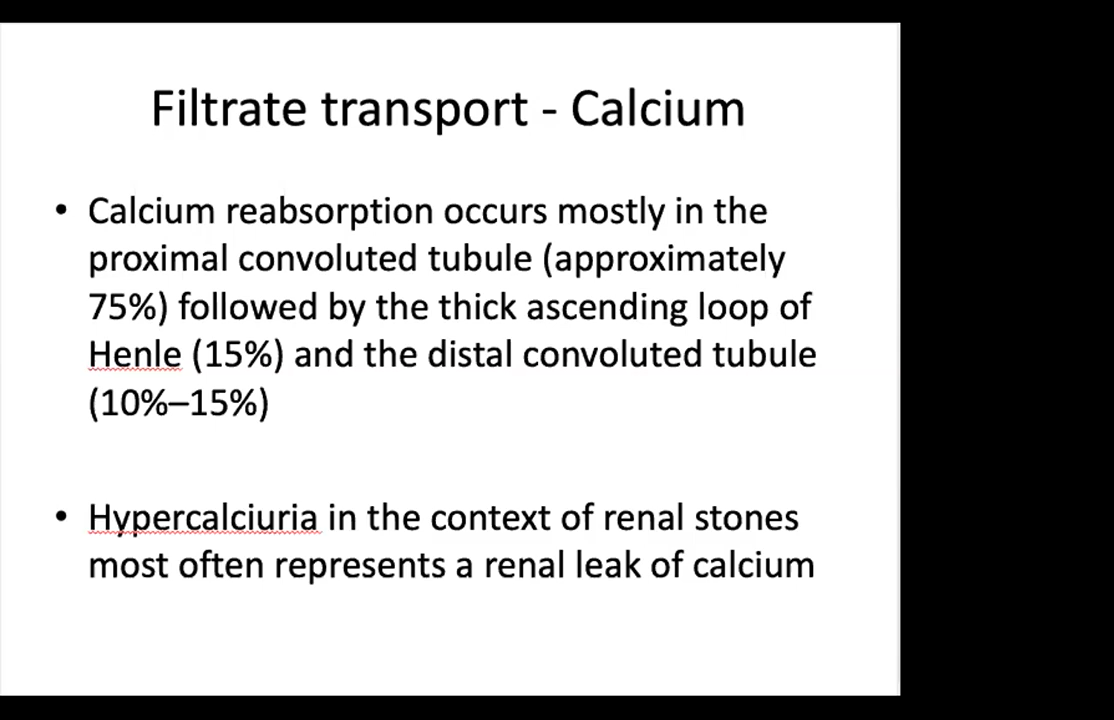 Filtrate transport - Calcium
• Calcium reabsorption occurs mostly in the
proximal convoluted tubule (approximately
75%) followed by the thick ascending loop of
Henle (15%) and the distal convoluted tubule
(10%–15%)
• Hypercalciuria in the context of renal stones
most often represents a renal leak of calcium